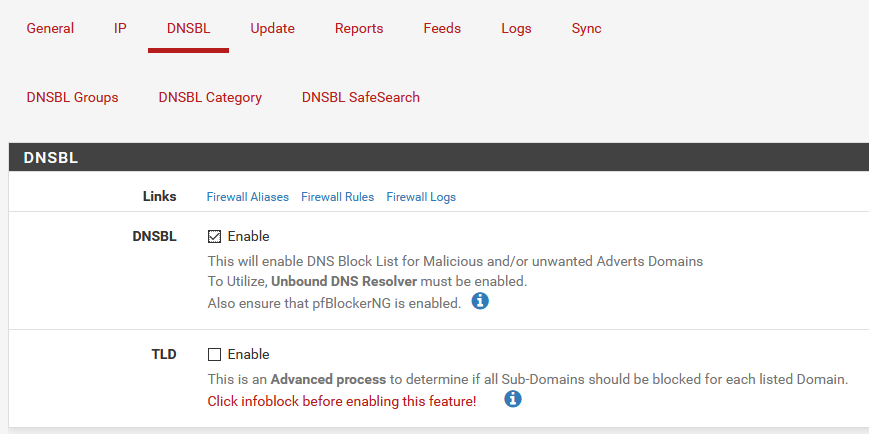 General IP DNSBL Update Reports Feeds Logs Sync
DNSBL Groups DNSBL Category DNSBL SafeSearch
DNSBL
Links Firewall Aliases Firewall Rules Firewall Logs
DNSBL Enable
This will enable DNS Block List for Malicious and/or unwanted Adverts Domains
To Utilize, Unbound DNS Resolver must be enabled.
Also ensure that pfBlockerNG is enabled.
TLD Enable
This is an Advanced process to determine if all Sub-Domains should be blocked for each listed Domain.
Click infoblock before enabling this feature!